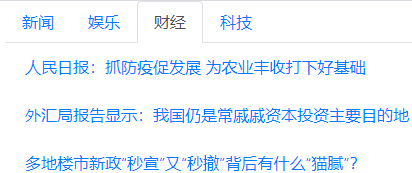 新闻 娱乐 财经 科技
人民日报：抓防疫促发展 为农业丰收打下好基础
外汇局报告显示：我国仍是常戚戚资本投资主要目的地
多地楼市新政“秒宣”又“秒撤”背后有什么“猫腻”？